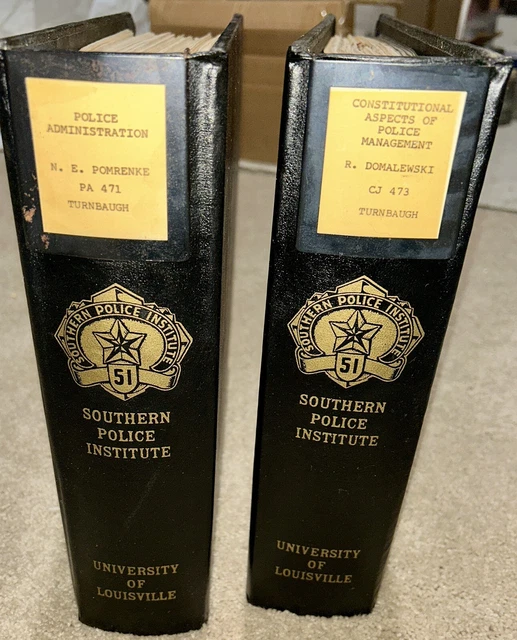 POLICE
ADMINISTRATION
N. E. POMRENKE
PA 471
TURNBAUGH
SOUTHERN POLICE INSTITUTE
51
SOUTHERN
POLICE
INSTITUTE
UNIVERSITY
OF
LOUISVILLE
CONSTITUTIONAL
ASPECTS OF
POLICE
MANAGEMENT
R. DOMALEWSKI
CJ 473
TURNBAUGH
SOUTHERN POLICE INSTITUTE
51
SOUTHERN
POLICE
INSTITUTE
UNIVERSITY
OF
LOUISVILLE